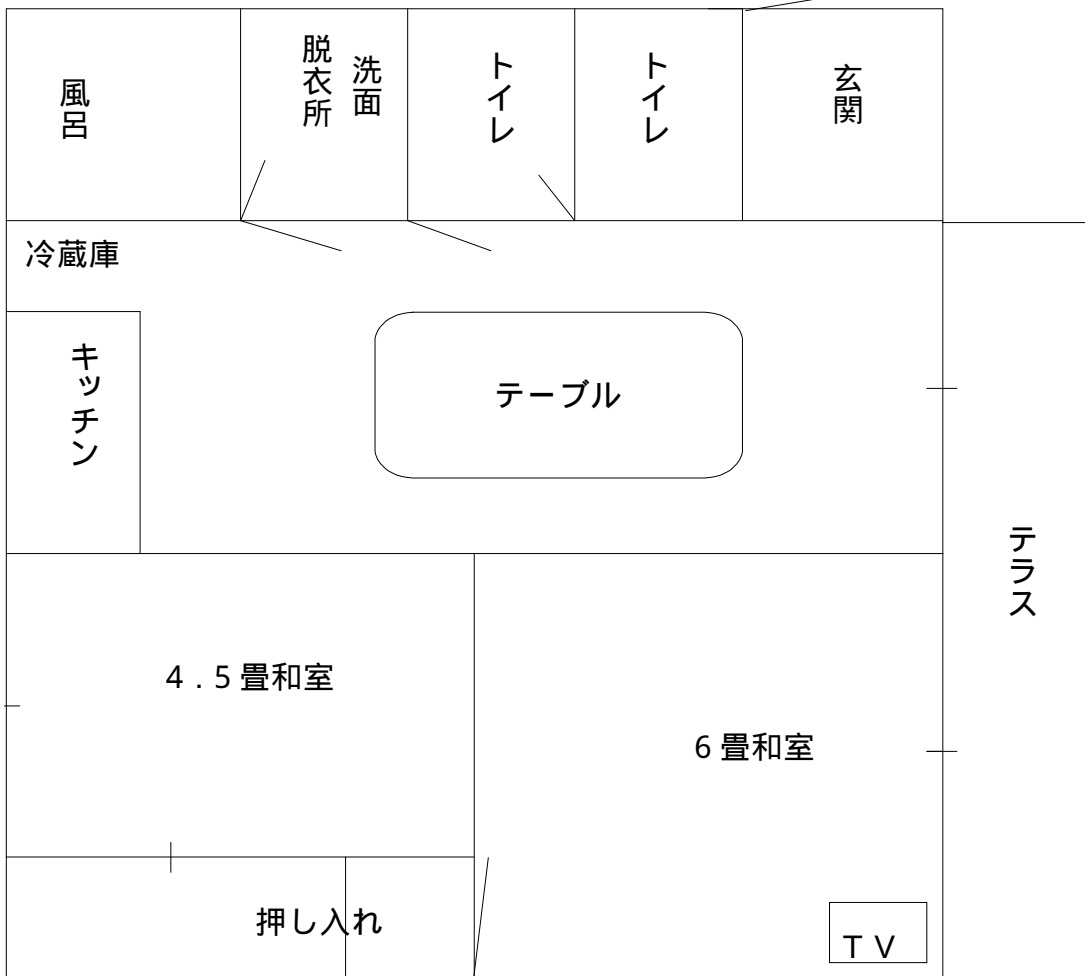 風呂
洗面
脱衣所
トイレ
トイレ
玄関
冷蔵庫
キッチン
テーブル
テラス
４.５畳和室
６畳和室
押し入れ
ＴＶ